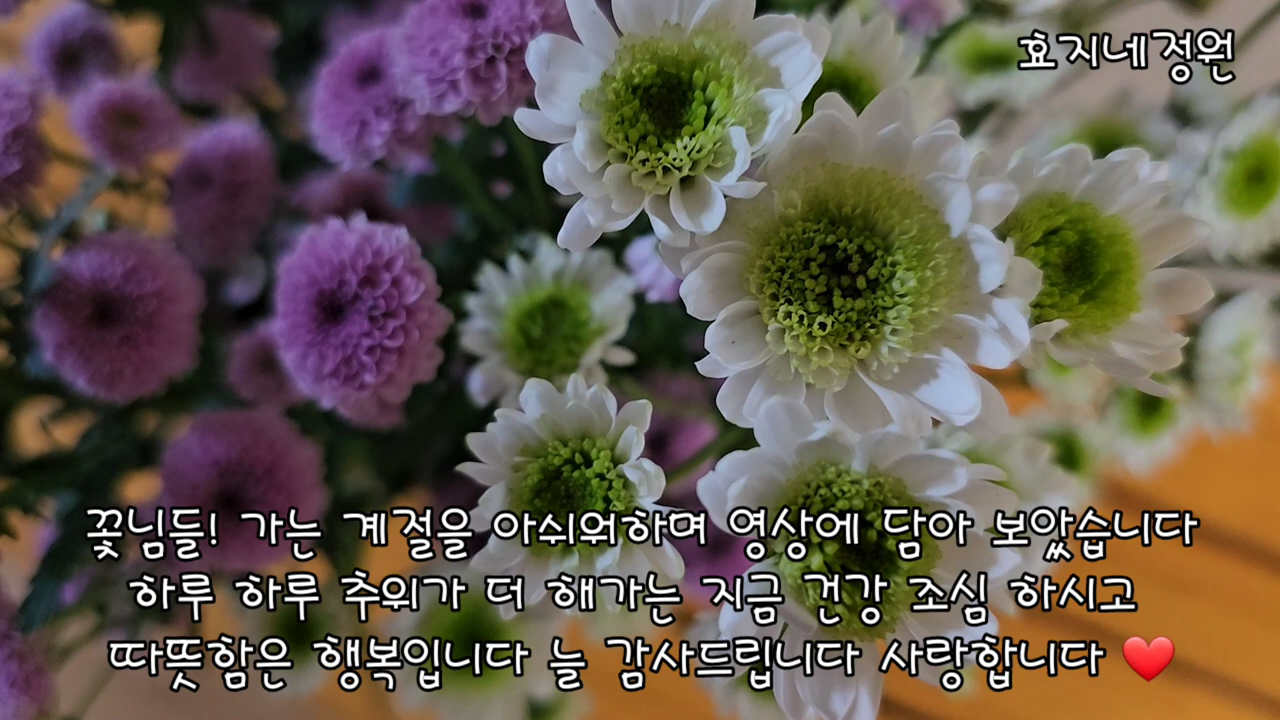 효지네정원
꽃님들! 가는 계절을 아쉬워하며 영상에 담아 보았습니다
하루 하루 추위가 더 해가는 지금 건강 조심 하시고
따뜻함은 행복입니다 늘 감사드립니다 사랑합니다 ❤️